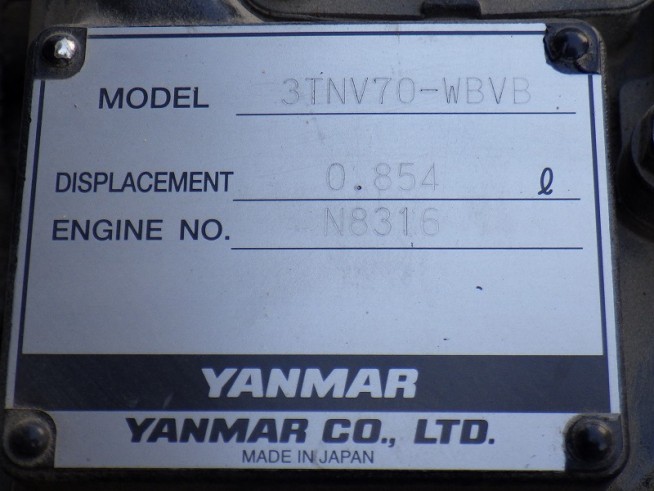 MODEL 3TNV70-WBVB
DISPLACEMENT 0.854 ℓ
ENGINE NO. N8316
YANMAR
YANMAR CO., LTD.
MADE IN JAPAN